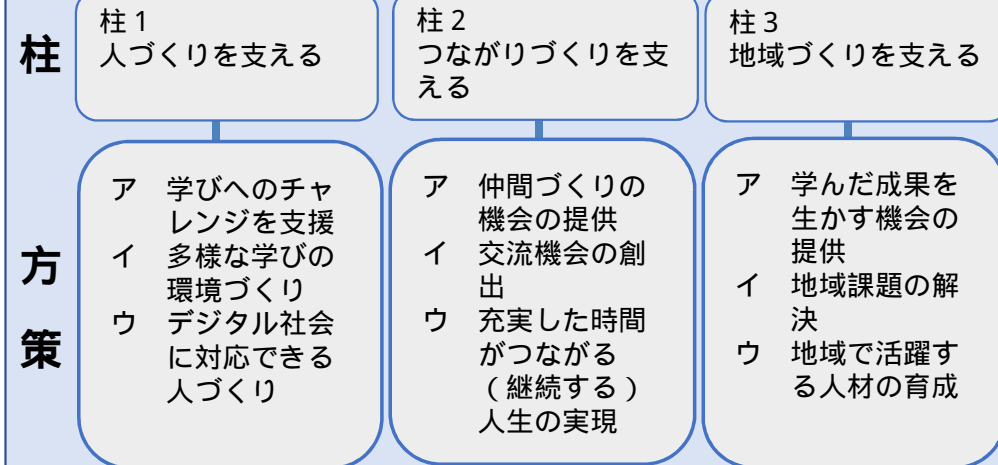 柱
柱1
人づくりを支える
柱2
つながりづくりを支
える
柱3
地域づくりを支える
方策
ア 学びへのチャ
レンジを支援
イ 多様な学びの
環境づくり
ウ デジタル社会
に対応できる
人づくり
ア 仲間づくりの
機会の提供
イ 交流機会の創
出
ウ 充実した時間
がつながる
（継続する）
人生の実現
ア 学んだ成果を
生かす機会の
提供
イ 地域課題の解
決
ウ 地域で活躍す
る人材の育成